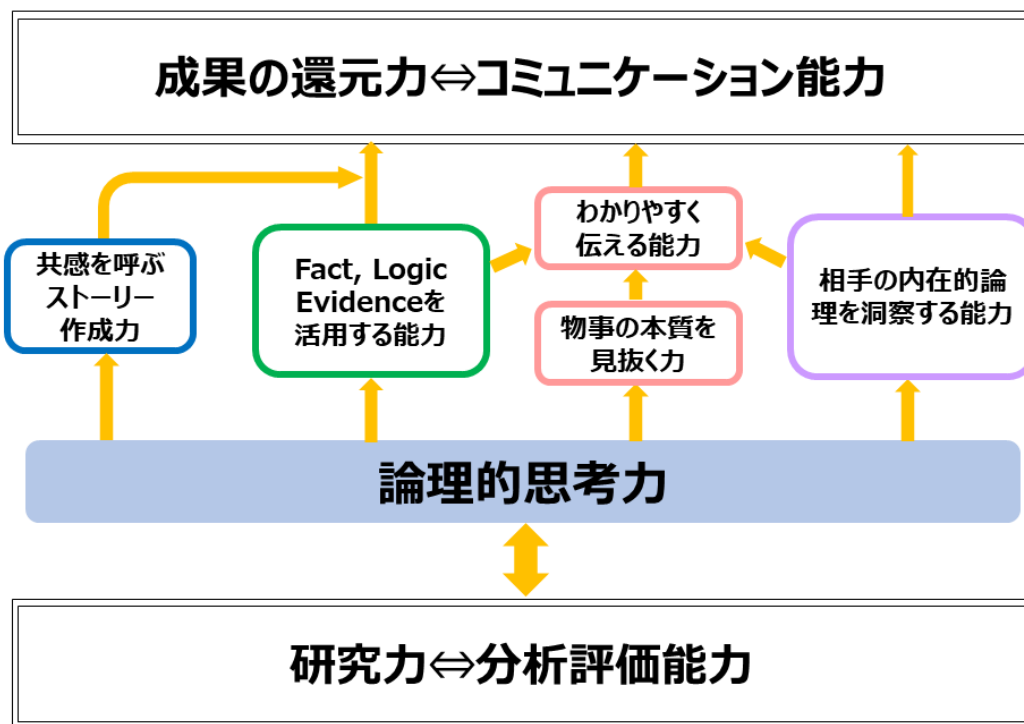 成果の還元力⇔コミュニケーション能力
共感を呼ぶ
ストーリー
作成力
Fact, Logic
Evidenceを
活用する能力
わかりやすく
伝える能力
物事の本質を
見抜く力
相手の内在的論
理を洞察する能力
論理的思考力
研究力⇔分析評価能力